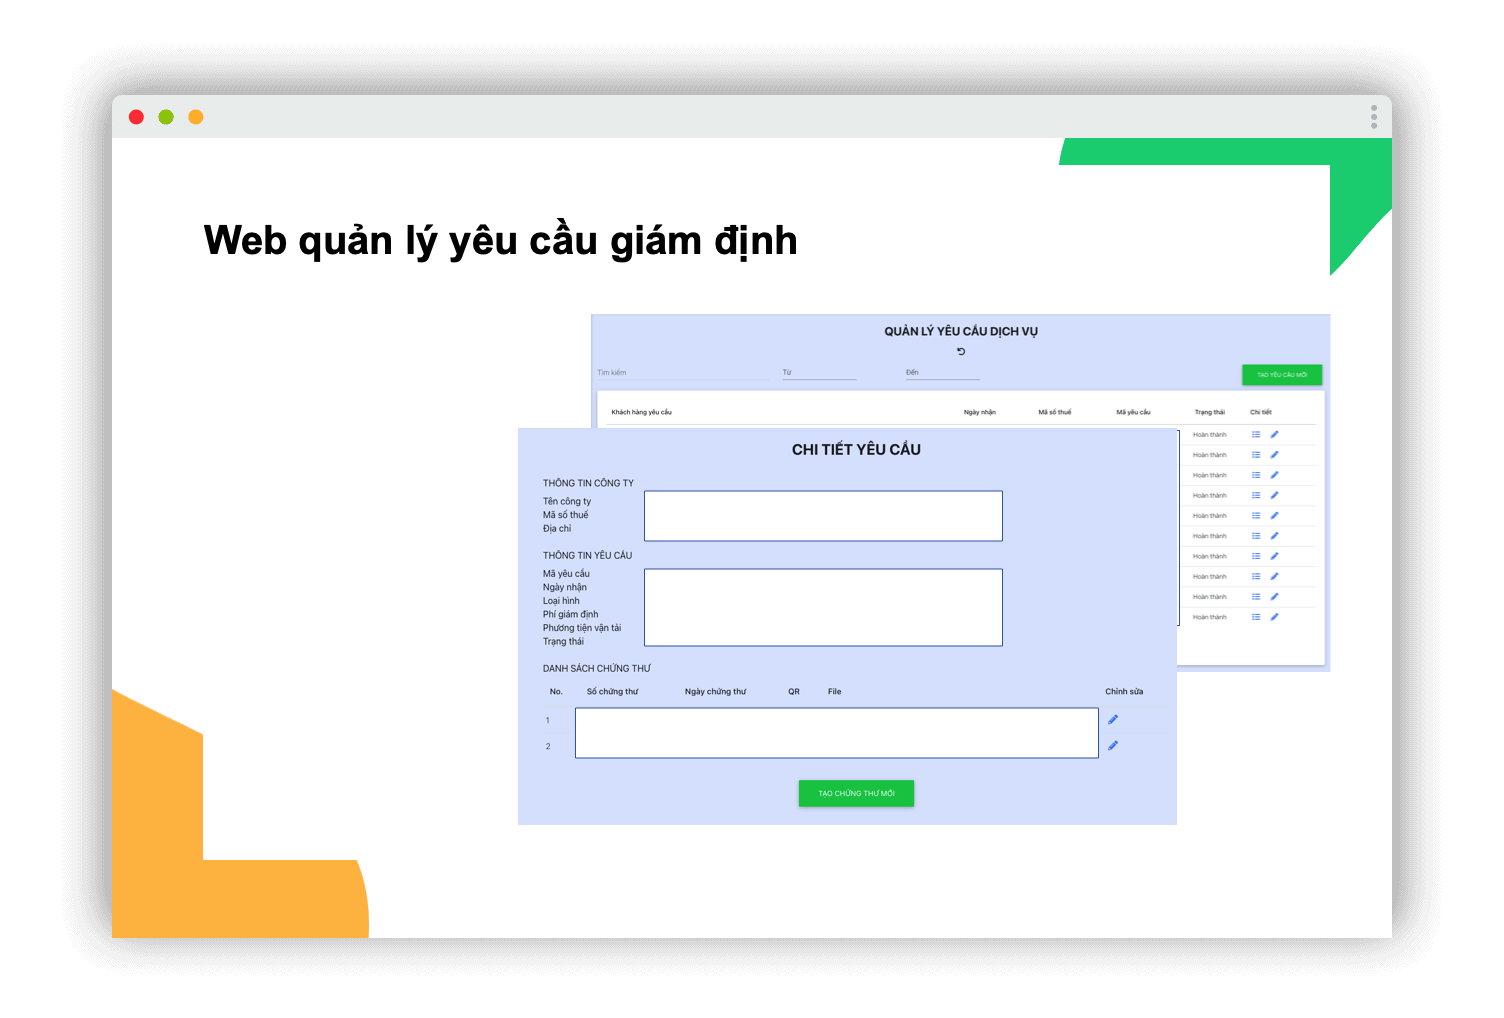 Web quản lý yêu cầu giám định
QUẢN LÝ YÊU CẦU DỊCH VỤ
Tìm kiếm Từ Đến TẠO YÊU CẦU MỚI
Khách hàng yêu cầu Ngày nhận Mã số thuế Mã yêu cầu Trạng thái Chi tiết
Hoàn thành
Hoàn thành
Hoàn thành
Hoàn thành
Hoàn thành
Hoàn thành
Hoàn thành
Hoàn thành
Hoàn thành
Hoàn thành
CHI TIẾT YÊU CẦU
THÔNG TIN CÔNG TY
Tên công ty
Mã số thuế
Địa chỉ
THÔNG TIN YÊU CẦU
Mã yêu cầu
Ngày nhận
Loại hình
Phí giám định
Phương tiện vận tải
Trạng thái
DANH SÁCH CHỨNG THƯ
No. Số chứng thư Ngày chứng thư QR File Chỉnh sửa
1
2
TẠO CHỨNG THƯ MỚI